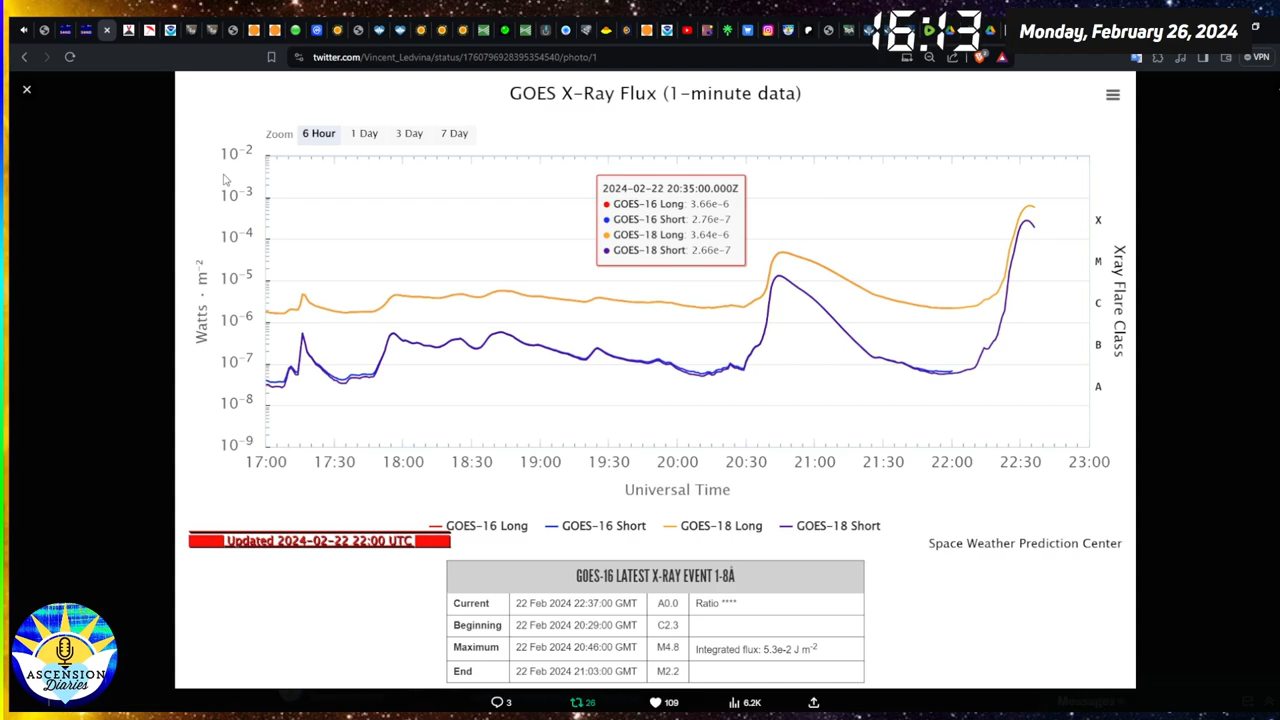 16:13
Monday, February 26, 2024
twitter.com/Vincent_Ledvina/status/1760796928395354540/photo/1
VPN
GOES X-Ray Flux (1-minute data)
Zoom 6 Hour 1 Day 3 Day 7 Day
10-2
10-3
10-4
10-5
10-6
10-7
10-8
10-9
Watts · m-2
2024-02-22 20:35:00.000Z
GOES-16 Long: 3.66e-6
GOES-16 Short: 2.76e-7
GOES-18 Long: 3.64e-6
GOES-18 Short: 2.66e-7
X
M
C
B
A
Xray Flare Class
17:00 17:30 18:00 18:30 19:00 19:30 20:00 20:30 21:00 21:30 22:00 22:30 23:00
Universal Time
GOES-16 Long GOES-16 Short GOES-18 Long GOES-18 Short
Updated 2024-02-22 22:00 UTC
Space Weather Prediction Center
GOES-16 LATEST X-RAY EVENT 1-8Å
Current 22 Feb 2024 22:37:00 GMT A0.0 Ratio ****
Beginning 22 Feb 2024 20:29:00 GMT C2.3
Maximum 22 Feb 2024 20:46:00 GMT M4.8 Integrated flux: 5.3e-2 J m-2
End 22 Feb 2024 21:03:00 GMT M2.2
ASCENSION
Diaries
3 26 109 6.2K
Messages